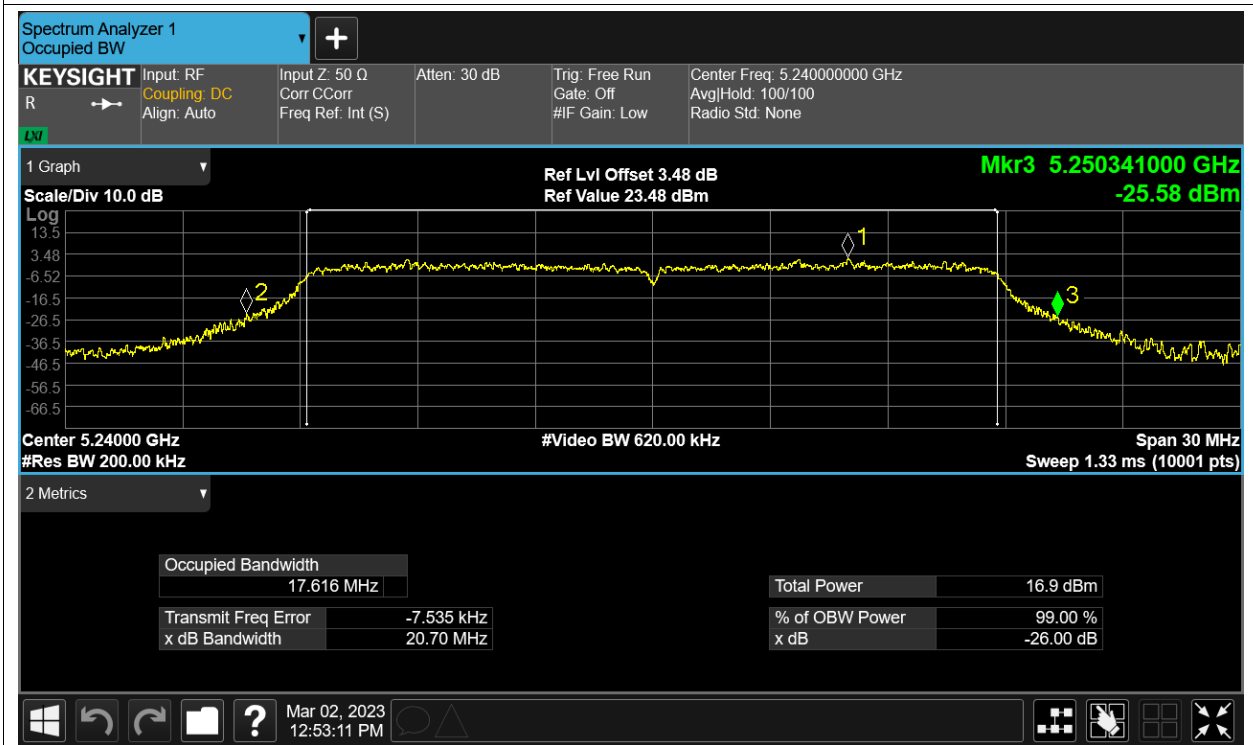 Spectrum Analyzer 1
Occupied BW
KEYSIGHT Input: RF Input Z: 50 Ω Atten: 30 dB Trig: Free Run Center Freq: 5.240000000 GHz
R Coupling: DC Corr CCorr Gate: Off Avg|Hold: 100/100
Align: Auto Freq Ref: Int (S) #IF Gain: Low Radio Std: None
LXI
1 Graph Ref Lvl Offset 3.48 dB Mkr3 5.250341000 GHz
Scale/Div 10.0 dB Ref Value 23.48 dBm -25.58 dBm
Log
13.5
1
3.48
-6.52
2 3
-16.5
-26.5
-36.5
-46.5
-56.5
-66.5
Center 5.24000 GHz #Video BW 620.00 kHz Span 30 MHz
#Res BW 200.00 kHz Sweep 1.33 ms (10001 pts)
2 Metrics
Occupied Bandwidth
17.616 MHz Total Power 16.9 dBm
Transmit Freq Error -7.535 kHz % of OBW Power 99.00 %
x dB Bandwidth 20.70 MHz x dB -26.00 dB
? Mar 02, 2023
12:53:11 PM